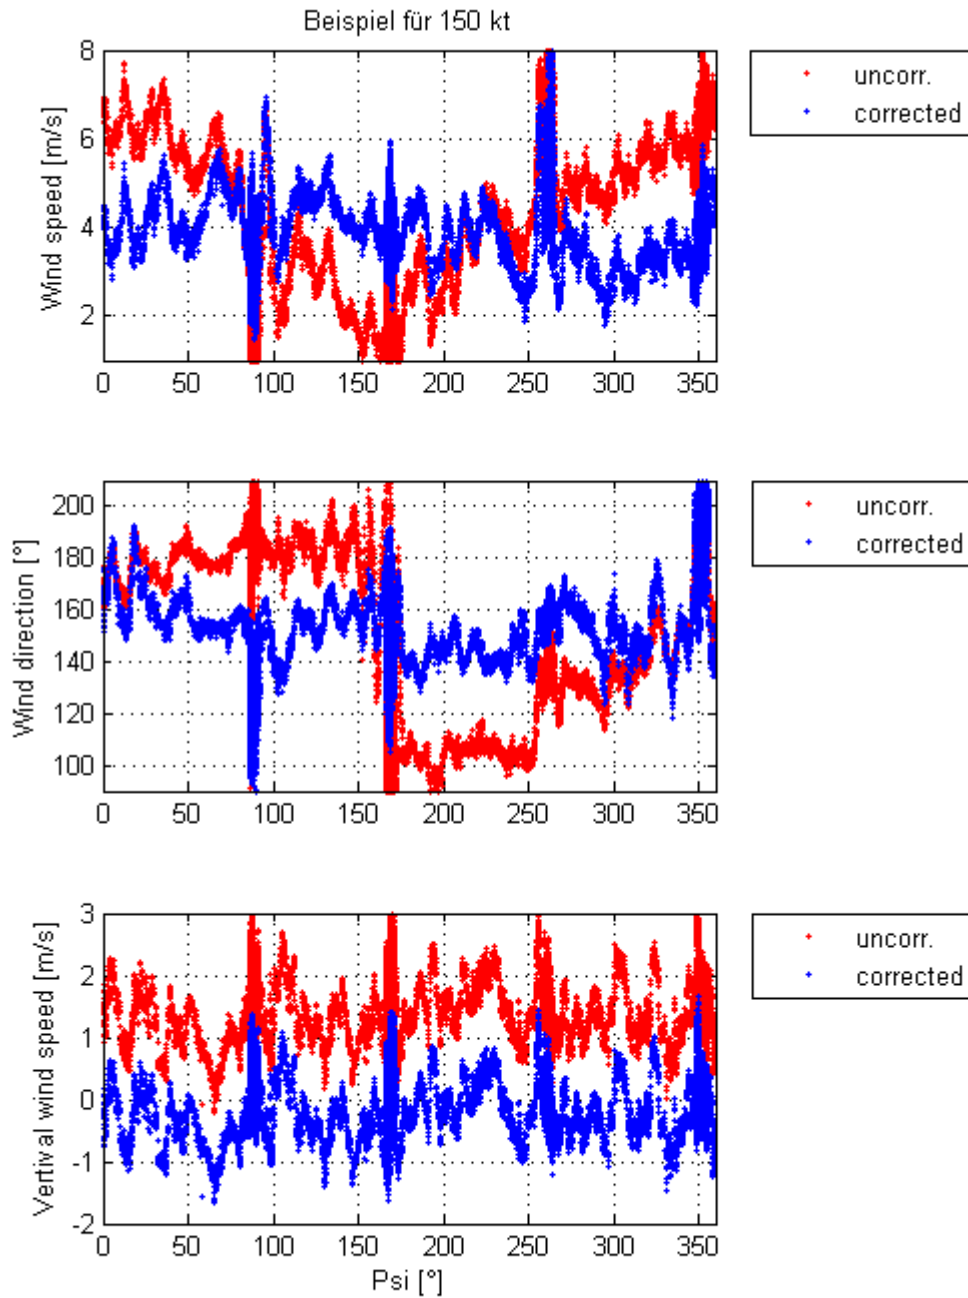 Beispiel für 150 kt
Wind speed [m/s]
8
6
4
2
0 50 100 150 200 250 300 350
uncorr.
corrected
Wind direction [°]
200
180
160
140
120
100
0 50 100 150 200 250 300 350
uncorr.
corrected
Vertival wind speed [m/s]
3
2
1
0
-1
-2
0 50 100 150 200 250 300 350
Psi [°]
uncorr.
corrected